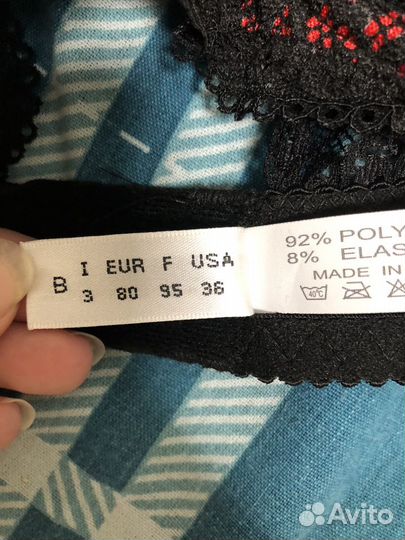 B
I EUR F USA
3 80 95 36
92% POLY
8% ELAS
MADE IN
40°C
Avito